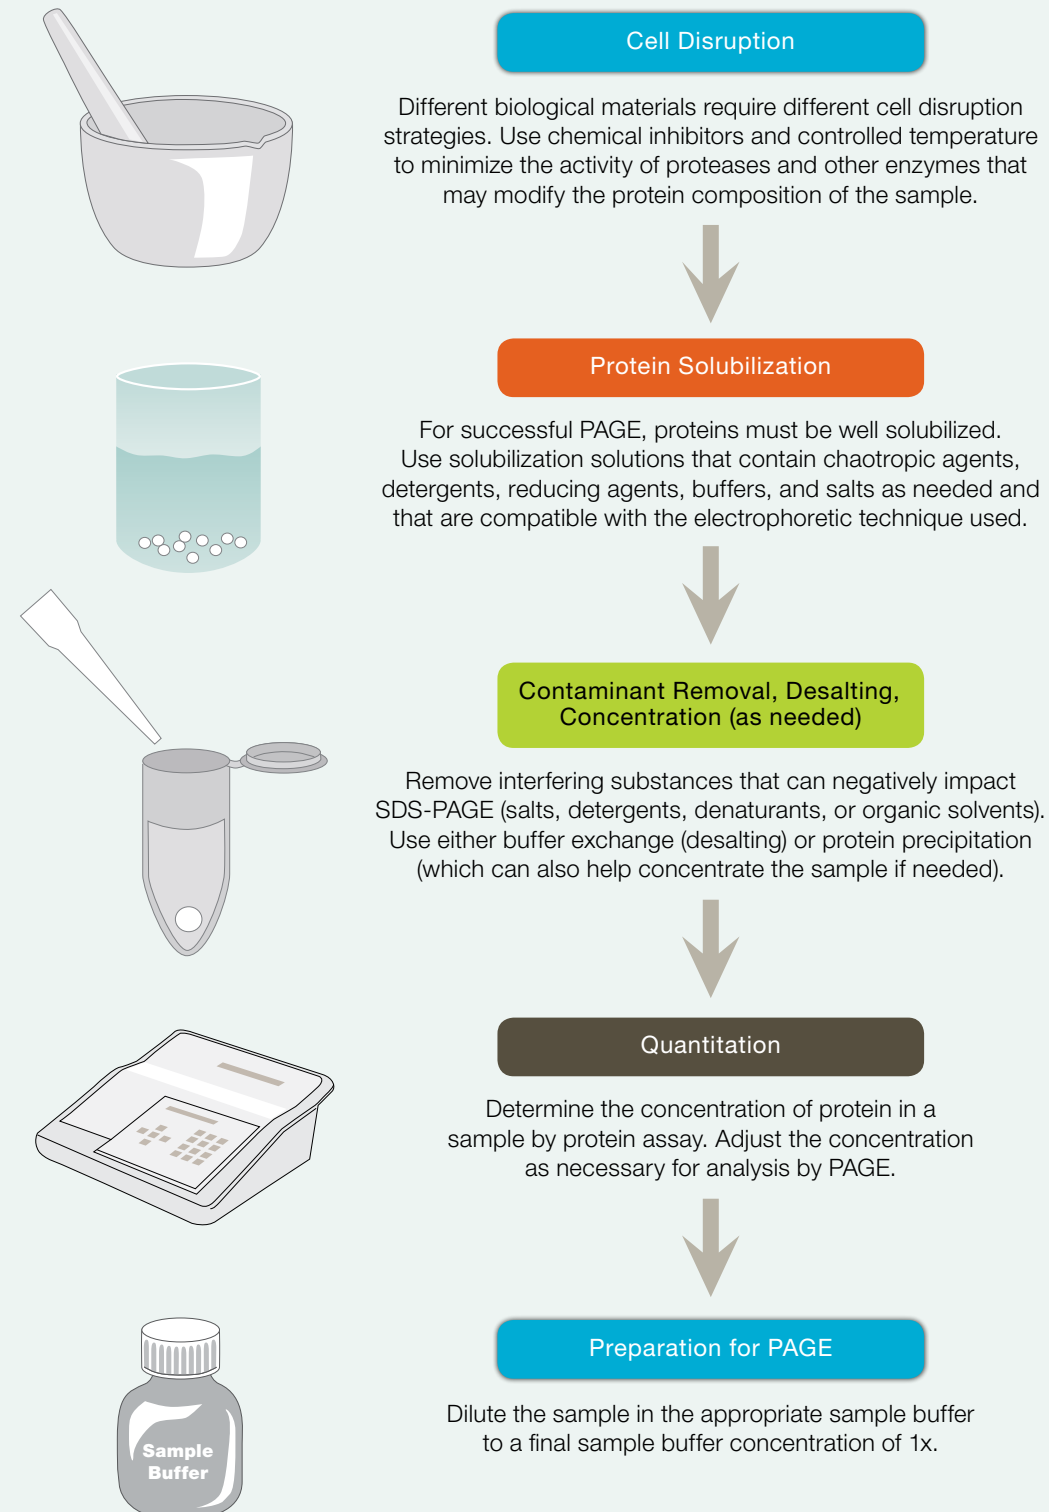 Cell Disruption
Different biological materials require different cell disruption
strategies. Use chemical inhibitors and controlled temperature
to minimize the activity of proteases and other enzymes that
may modify the protein composition of the sample.
Protein Solubilization
For successful PAGE, proteins must be well solubilized.
Use solubilization solutions that contain chaotropic agents,
detergents, reducing agents, buffers, and salts as needed and
that are compatible with the electrophoretic technique used.
Contaminant Removal, Desalting,
Concentration (as needed)
Remove interfering substances that can negatively impact
SDS-PAGE (salts, detergents, denaturants, or organic solvents).
Use either buffer exchange (desalting) or protein precipitation
(which can also help concentrate the sample if needed).
Quantitation
Determine the concentration of protein in a
sample by protein assay. Adjust the concentration
as necessary for analysis by PAGE.
Preparation for PAGE
Dilute the sample in the appropriate sample buffer
to a final sample buffer concentration of 1x.
Sample
Buffer